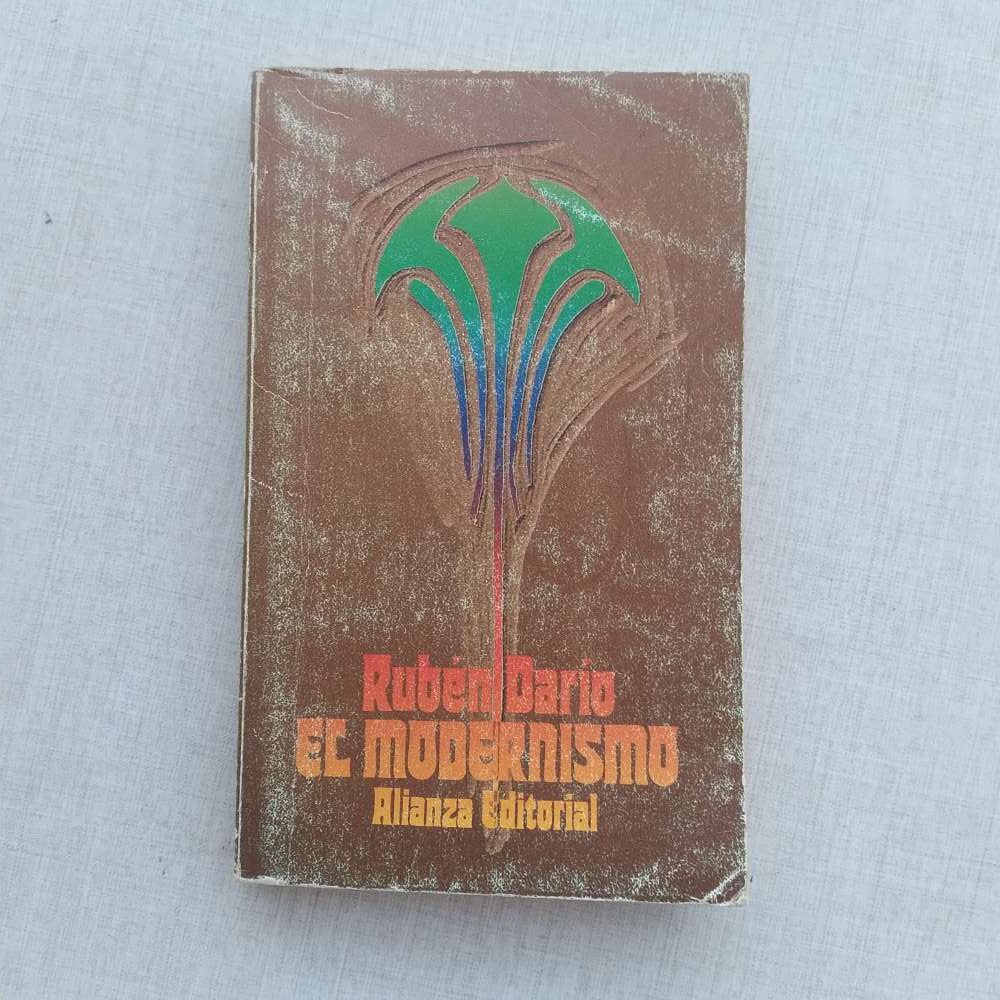 Rubén Darío
EL MODERNISMO
Alianza Editorial